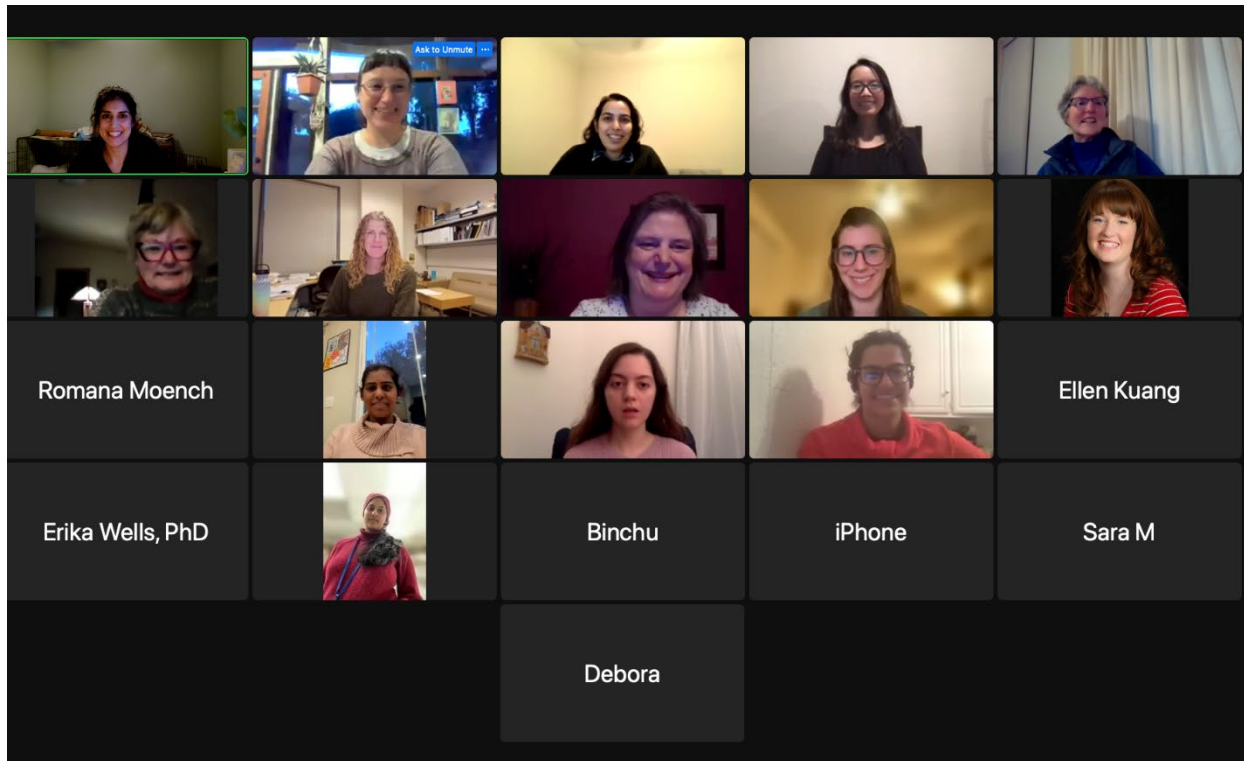 Ask to Unmute ...
Romana Moench
Ellen Kuang
Erika Wells, PhD
Binchu
iPhone
Sara M
Debora